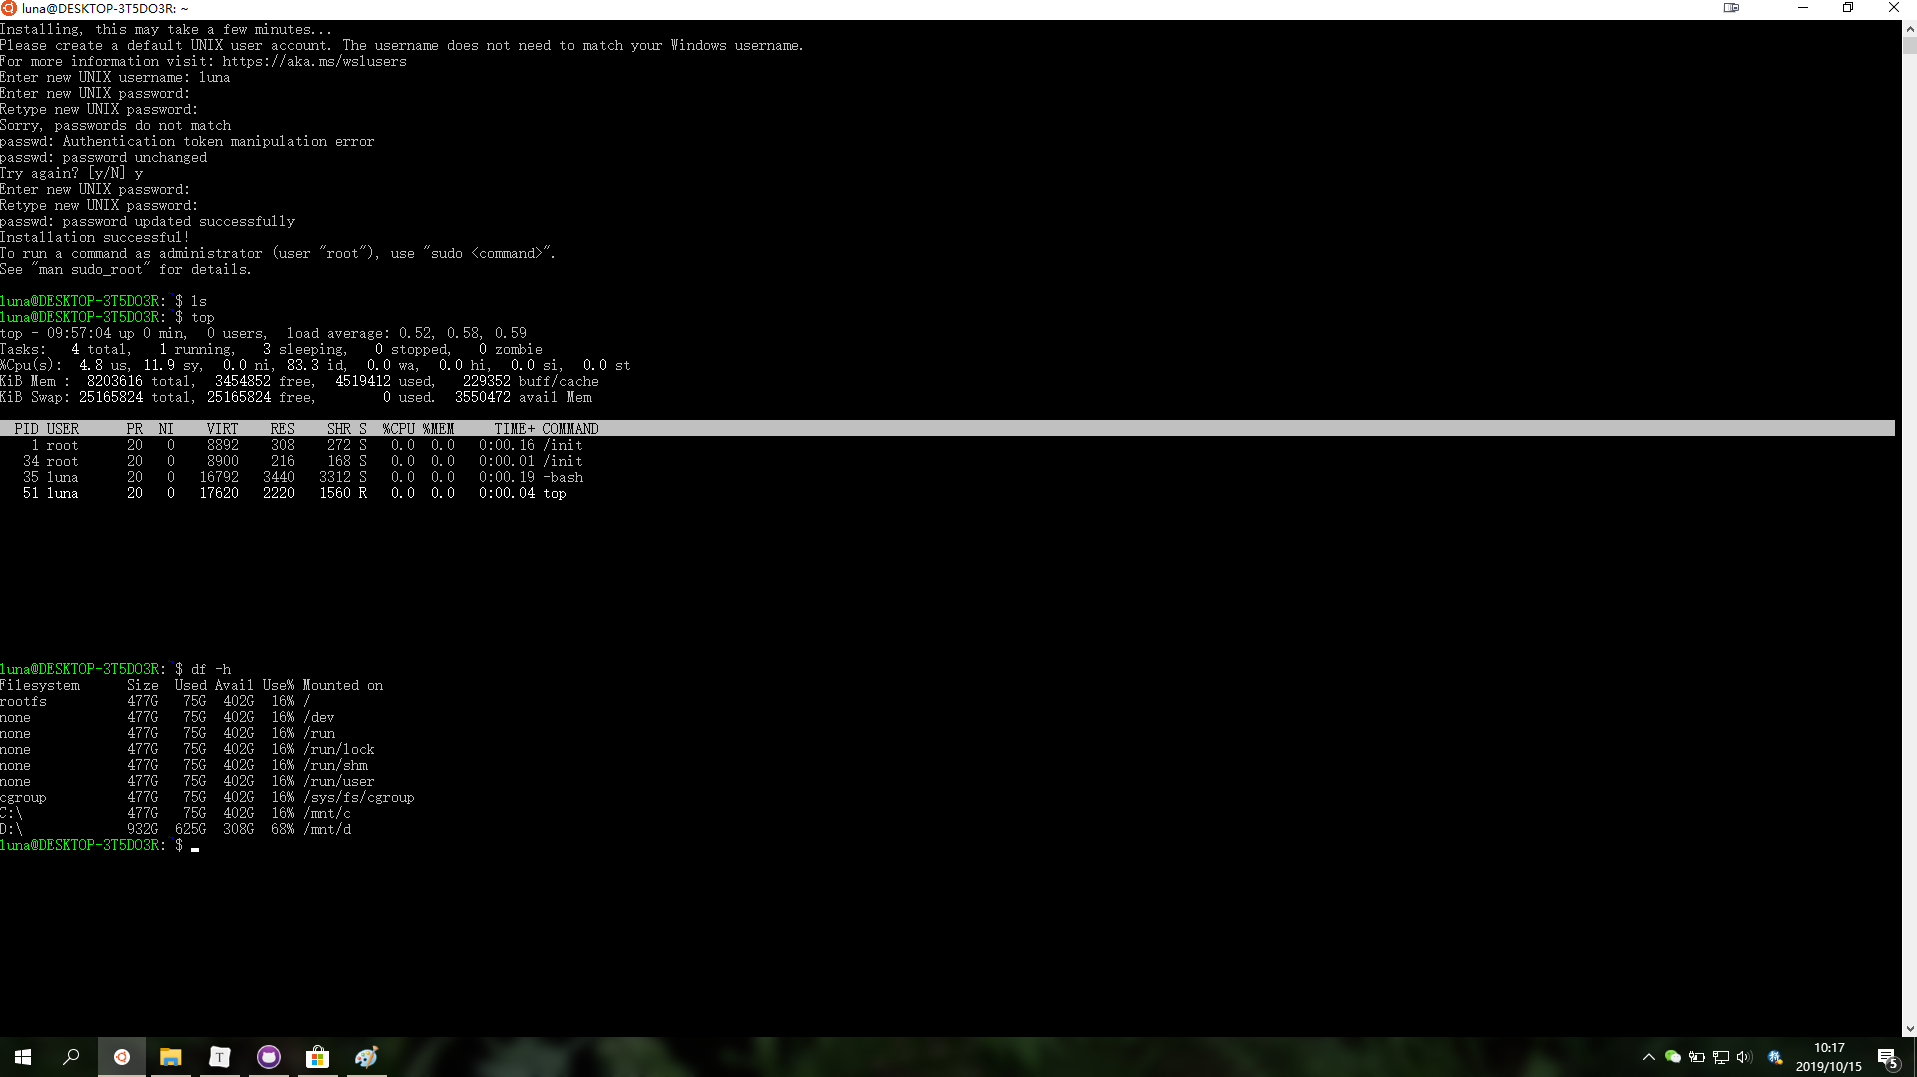 luna@DESKTOP-3T5DO3R: ~
Installing, this may take a few minutes...
Please create a default UNIX user account. The username does not need to match your Windows username.
For more information visit: https://aka.ms/wslusers
Enter new UNIX username: luna
Enter new UNIX password:
Retype new UNIX password:
Sorry, passwords do not match
passwd: Authentication token manipulation error
passwd: password unchanged
Try again? [y/N] y
Enter new UNIX password:
Retype new UNIX password:
passwd: password updated successfully
Installation successful!
To run a command as administrator (user "root"), use "sudo <command>".
See "man sudo_root" for details.
luna@DESKTOP-3T5DO3R:~$ ls
luna@DESKTOP-3T5DO3R:~$ top
top - 09:57:04 up 0 min,  0 users,  load average: 0.52, 0.58, 0.59
Tasks:   4 total,   1 running,   3 sleeping,   0 stopped,   0 zombie
%Cpu(s):  4.8 us, 11.9 sy,  0.0 ni, 83.3 id,  0.0 wa,  0.0 hi,  0.0 si,  0.0 st
KiB Mem :  8203616 total,  3454852 free,  4519412 used,   229352 buff/cache
KiB Swap: 25165824 total, 25165824 free,        0 used.  3550472 avail Mem
PID USER      PR  NI    VIRT    RES    SHR S  %CPU %MEM     TIME+ COMMAND
1 root      20   0    8892    308    272 S   0.0  0.0   0:00.16 /init
34 root      20   0    8900    216    168 S   0.0  0.0   0:00.01 /init
35 luna      20   0   16792   3440   3312 S   0.0  0.0   0:00.19 -bash
51 luna      20   0   17620   2220   1560 R   0.0  0.0   0:00.04 top
luna@DESKTOP-3T5DO3R:~$ df -h
Filesystem      Size  Used Avail Use% Mounted on
rootfs          477G   75G  402G  16% /
none            477G   75G  402G  16% /dev
none            477G   75G  402G  16% /run
none            477G   75G  402G  16% /run/lock
none            477G   75G  402G  16% /run/shm
none            477G   75G  402G  16% /run/user
cgroup          477G   75G  402G  16% /sys/fs/cgroup
C:\             477G   75G  402G  16% /mnt/c
D:\             932G  625G  308G  68% /mnt/d
luna@DESKTOP-3T5DO3R:~$
T
10:17
2019/10/15
5